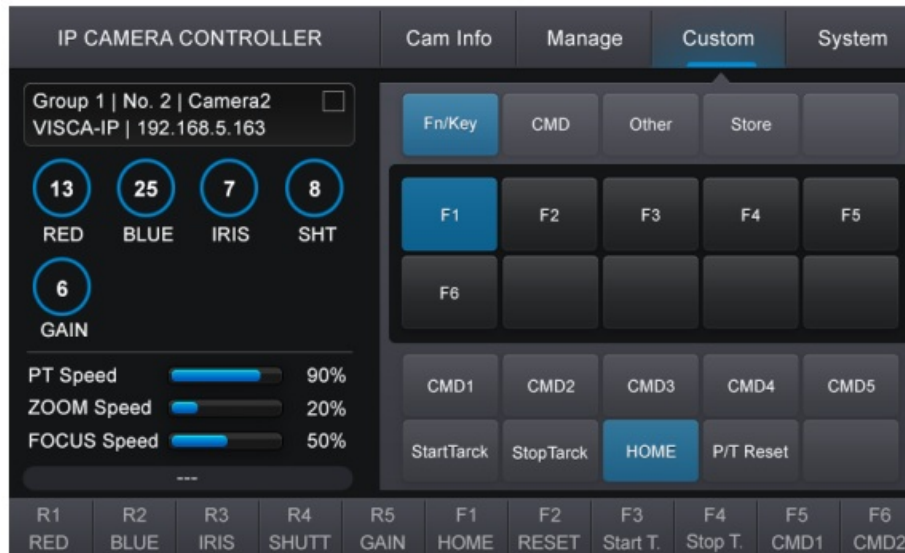 IP CAMERA CONTROLLER
Cam Info Manage Custom System
Group 1 | No. 2 | Camera2
VISCA-IP | 192.168.5.163
13 25 7 8
RED BLUE IRIS SHT
6
GAIN
PT Speed 90%
ZOOM Speed 20%
FOCUS Speed 50%
---
Fn/Key CMD Other Store
F1 F2 F3 F4 F5
F6
CMD1 CMD2 CMD3 CMD4 CMD5
StartTarck StopTarck HOME P/T Reset
R1 R2 R3 R4 R5 F1 F2 F3 F4 F5 F6
RED BLUE IRIS SHUTT GAIN HOME RESET Start T. Stop T. CMD1 CMD2